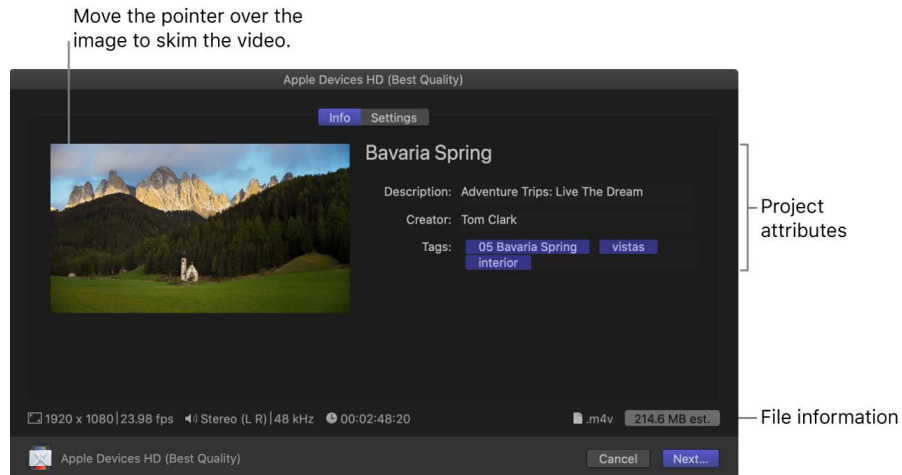 Move the pointer over the
image to skim the video.
Apple Devices HD (Best Quality)
Info Settings
Bavaria Spring
Description: Adventure Trips: Live The Dream
Creator: Tom Clark
Tags: 05 Bavaria Spring vistas
interior
Project
attributes
1920 x 1080|23.98 fps Stereo (L R)|48 kHz 00:02:48:20 .m4v 214.6 MB est.
File information
Apple Devices HD (Best Quality) Cancel Next...